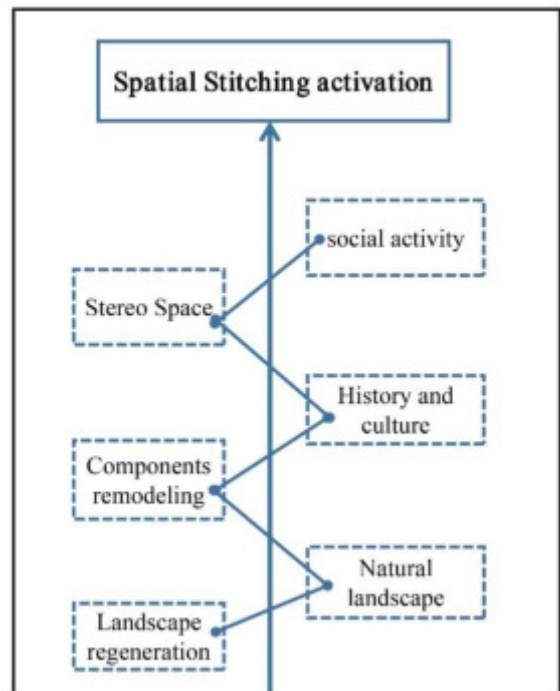 Spatial Stitching activation
social activity
Stereo Space
History and
culture
Components
remodeling
Natural
landscape
Landscape
regeneration